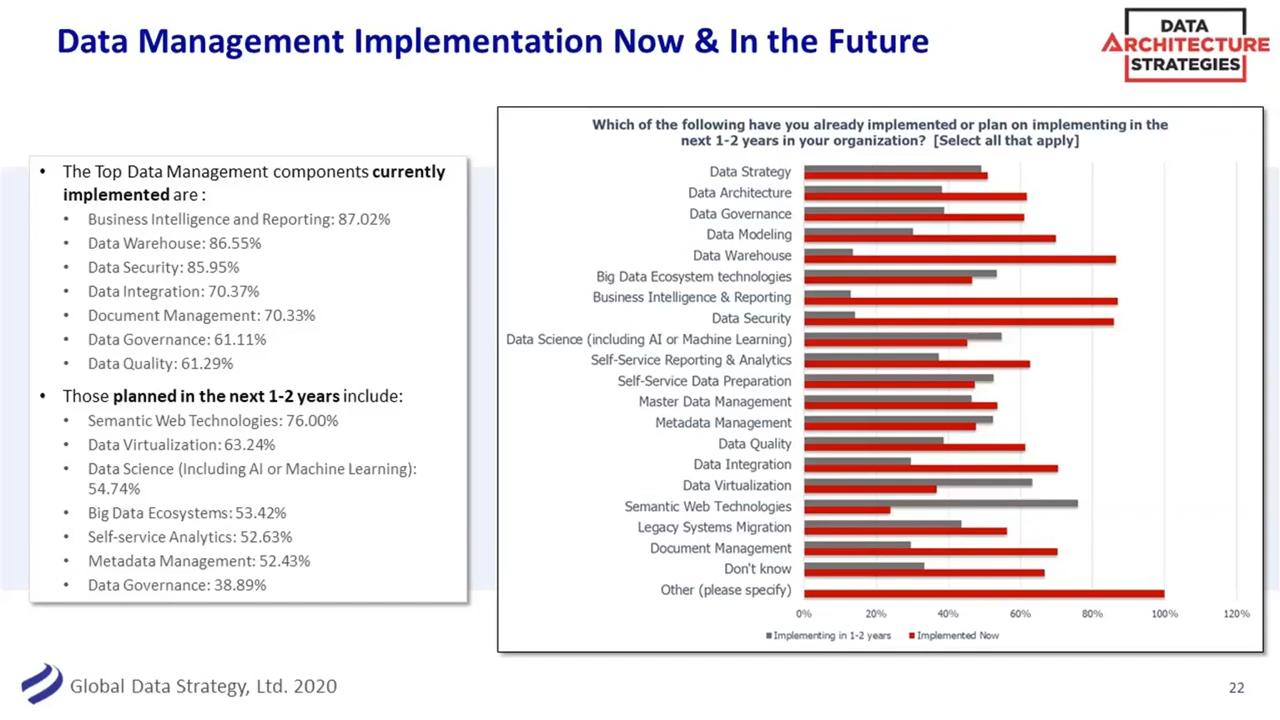 Data Management Implementation Now & In the Future
DATA
ARCHITECTURE
STRATEGIES
• The Top Data Management components currently
implemented are :
• Business Intelligence and Reporting: 87.02%
• Data Warehouse: 86.55%
• Data Security: 85.95%
• Data Integration: 70.37%
• Document Management: 70.33%
• Data Governance: 61.11%
• Data Quality: 61.29%
• Those planned in the next 1-2 years include:
• Semantic Web Technologies: 76.00%
• Data Virtualization: 63.24%
• Data Science (Including AI or Machine Learning):
54.74%
• Big Data Ecosystems: 53.42%
• Self-service Analytics: 52.63%
• Metadata Management: 52.43%
• Data Governance: 38.89%
Which of the following have you already implemented or plan on implementing in the
next 1-2 years in your organization? [Select all that apply]
Data Strategy
Data Architecture
Data Governance
Data Modeling
Data Warehouse
Big Data Ecosystem technologies
Business Intelligence & Reporting
Data Security
Data Science (including AI or Machine Learning)
Self-Service Reporting & Analytics
Self-Service Data Preparation
Master Data Management
Metadata Management
Data Quality
Data Integration
Data Virtualization
Semantic Web Technologies
Legacy Systems Migration
Document Management
Don't know
Other (please specify)
0% 20% 40% 60% 80% 100% 120%
Implementing in 1-2 years Implemented Now
Global Data Strategy, Ltd. 2020
22